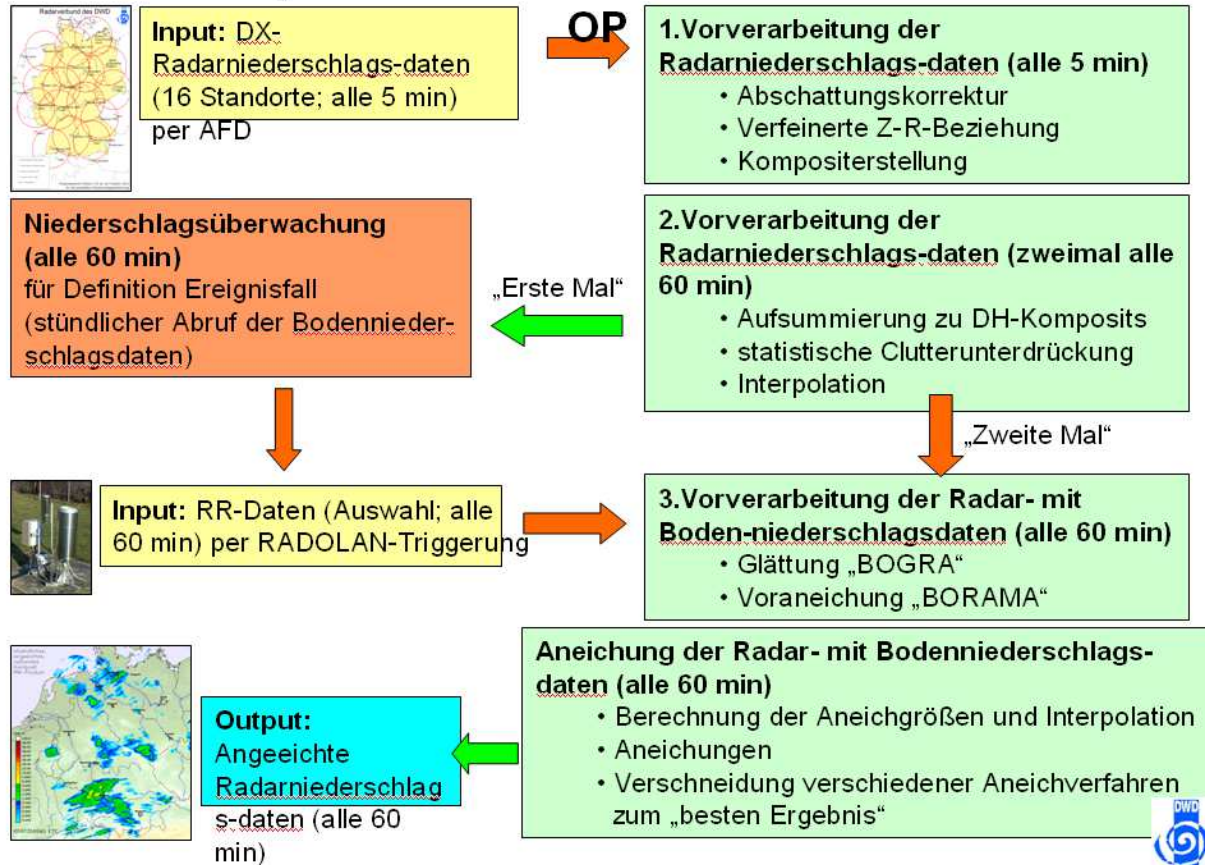 Radarverbund des DWD
Input: DX-
Radarniederschlags-daten
(16 Standorte; alle 5 min)
per AFD
OP
1.Vorverarbeitung der
Radarniederschlags-daten (alle 5 min)
• Abschattungskorrektur
• Verfeinerte Z-R-Beziehung
• Kompositerstellung
Niederschlagsüberwachung
(alle 60 min)
für Definition Ereignisfall
(stündlicher Abruf der Bodennieder-
schlagsdaten)
„Erste Mal“
2.Vorverarbeitung der
Radarniederschlags-daten (zweimal alle
60 min)
• Aufsummierung zu DH-Komposits
• statistische Clutterunterdrückung
• Interpolation
„Zweite Mal“
Input: RR-Daten (Auswahl; alle
60 min) per RADOLAN-Triggerung
3.Vorverarbeitung der Radar- mit
Boden-niederschlagsdaten (alle 60 min)
• Glättung „BOGRA“
• Voraneichung „BORAMA“
Output:
Angeeichte
Radarniederschlag
s-daten (alle 60
min)
Aneichung der Radar- mit Bodenniederschlags-
daten (alle 60 min)
• Berechnung der Aneichgrößen und Interpolation
• Aneichungen
• Verschneidung verschiedener Aneichverfahren
zum „besten Ergebnis“
DWD